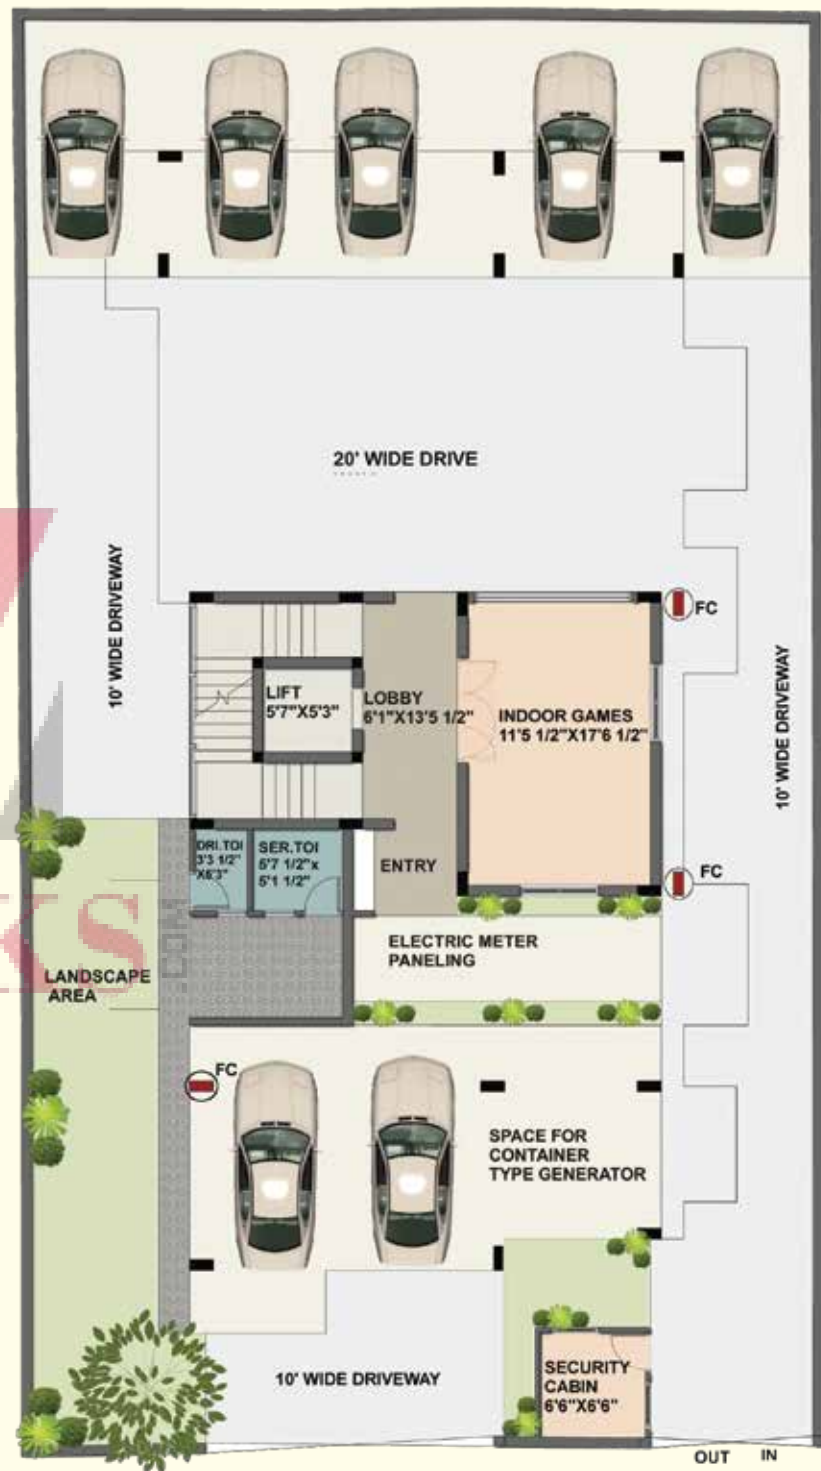 20' WIDE DRIVE
10' WIDE DRIVEWAY
FC
LIFT
5'7"X5'3"
LOBBY
6'1"X13'5 1/2"
INDOOR GAMES
11'5 1/2"X17'6 1/2"
10' WIDE DRIVEWAY
DRI.TOI
3'3 1/2"
X6'3"
SER.TOI
5'7 1/2"x
5'1 1/2"
ENTRY
FC
ELECTRIC METER
PANELING
KS
.COM
LANDSCAPE
AREA
FC
SPACE FOR
CONTAINER
TYPE GENERATOR
10' WIDE DRIVEWAY
SECURITY
CABIN
6'6"X6'6"
OUT IN